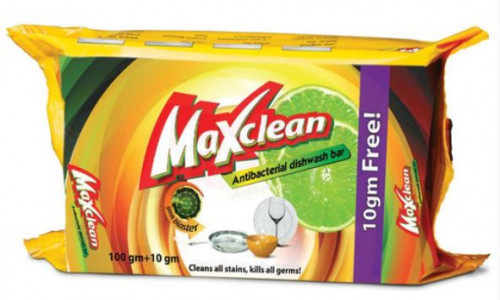 Maxclean
Antibacterial dishwash bar
10gm Free!
Maxclean
Maxclean
100 gm+10 gm
Cleans all stains, kills all germs!